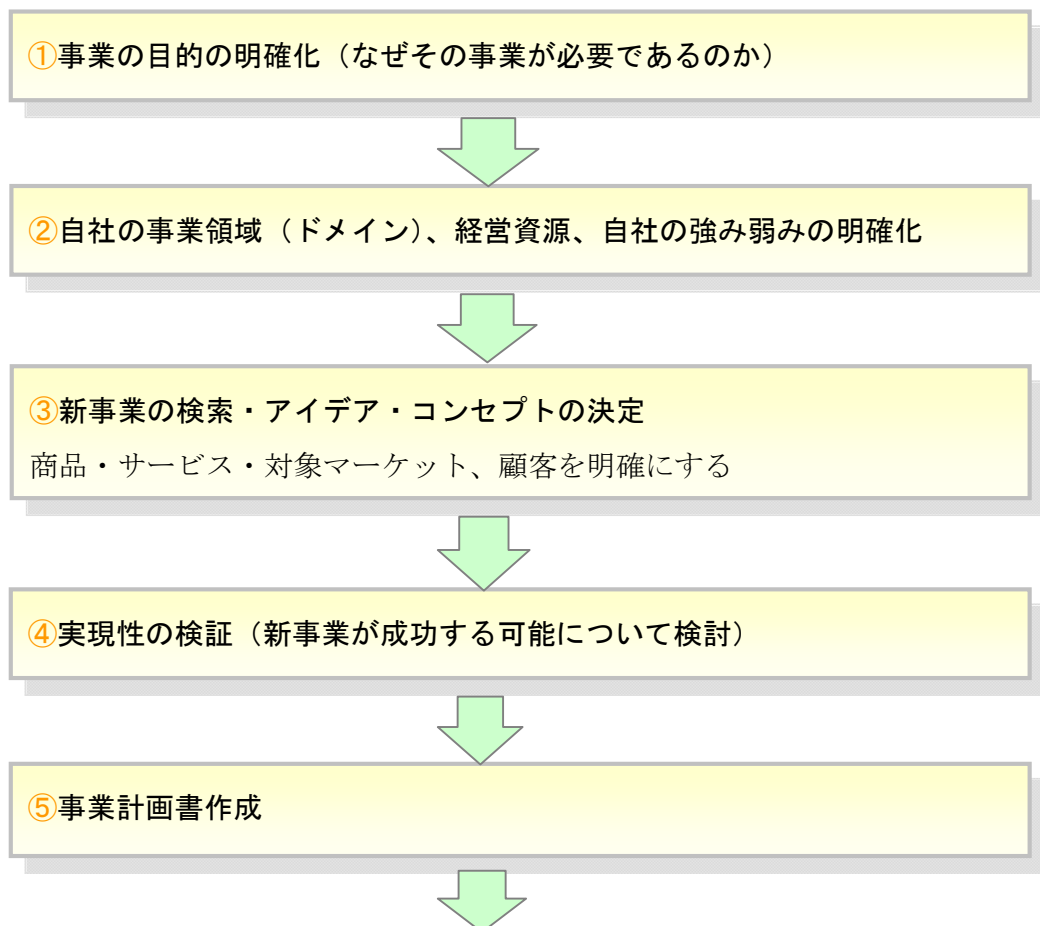 ①事業の目的の明確化（なぜその事業が必要であるのか）
②自社の事業領域（ドメイン）、経営資源、自社の強み弱みの明確化
③新事業の検索・アイデア・コンセプトの決定
商品・サービス・対象マーケット、顧客を明確にする
④実現性の検証（新事業が成功する可能について検討）
⑤事業計画書作成